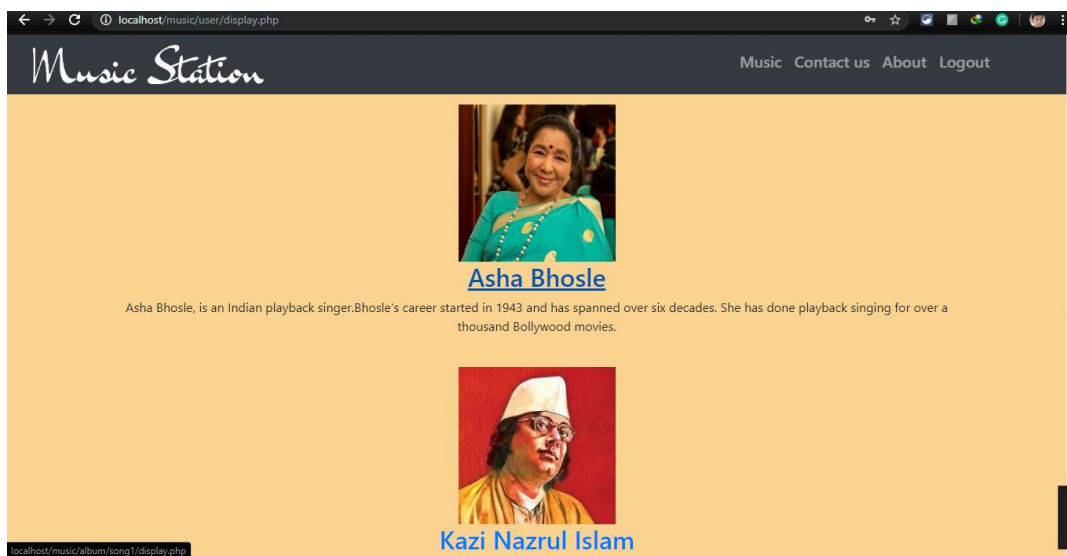 localhost/music/user/display.php
Music Station
Music Contact us About Logout
Asha Bhosle
Asha Bhosle, is an Indian playback singer.Bhosle's career started in 1943 and has spanned over six decades. She has done playback singing for over a
thousand Bollywood movies.
Kazi Nazrul Islam
localhost/music/album/song1/display.php